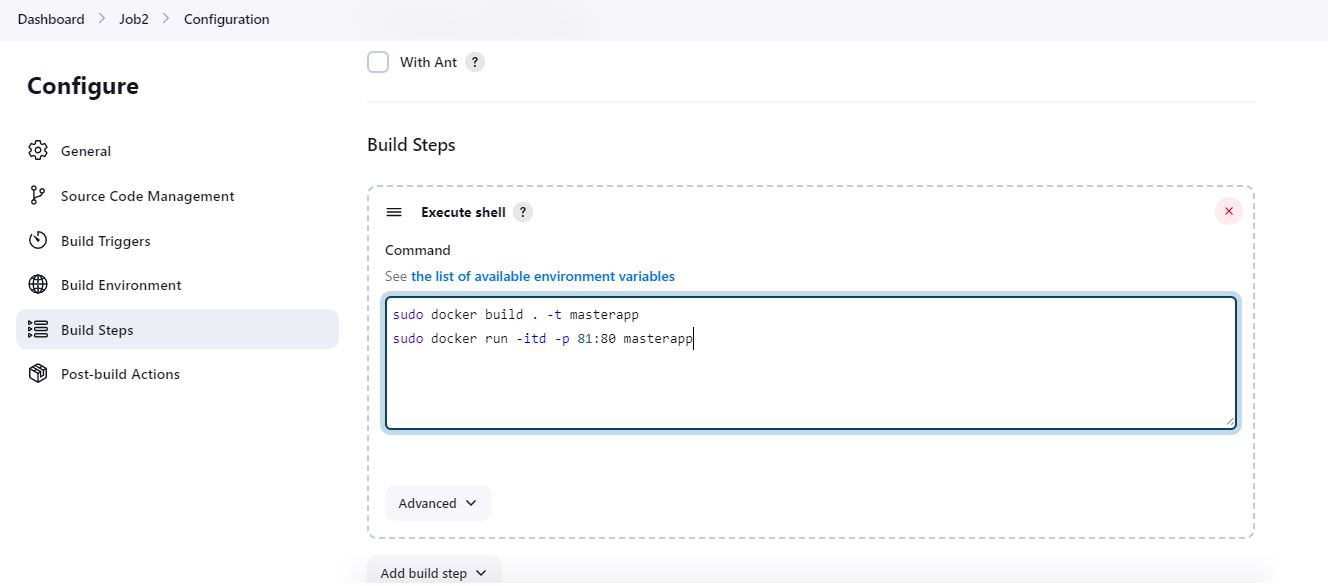 Dashboard > Job2 > Configuration
Configure
General
Source Code Management
Build Triggers
Build Environment
Build Steps
Post-build Actions
With Ant ?
Build Steps
Execute shell ?
Command
See the list of available environment variables
sudo docker build . -t masterapp
sudo docker run -itd -p 81:80 masterapp
Advanced
Add build step